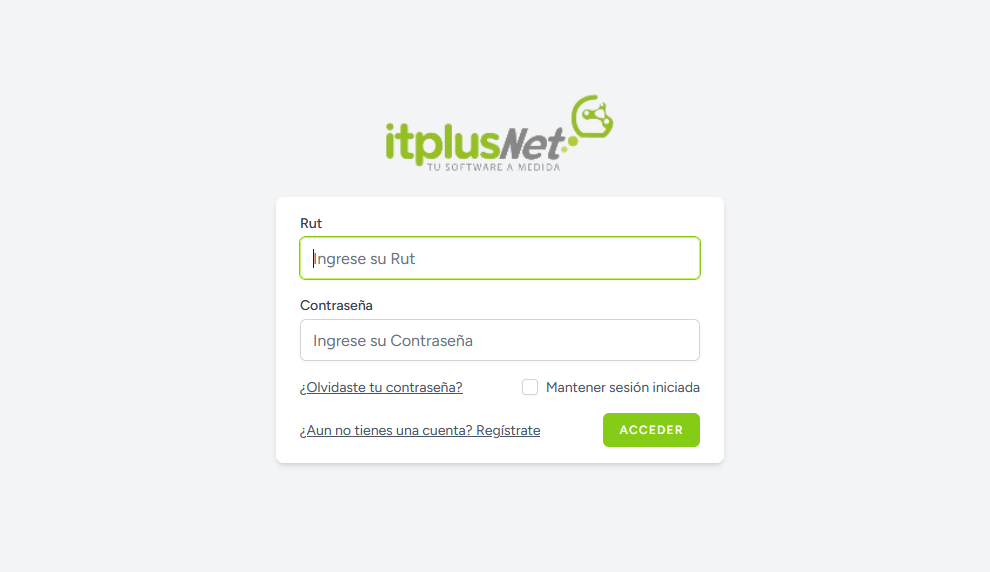 itplusNet
TU SOFTWARE A MEDIDA
Rut
Ingrese su Rut
Contraseña
Ingrese su Contraseña
¿Olvidaste tu contraseña? Mantener sesión iniciada
¿Aun no tienes una cuenta? Regístrate ACCEDER